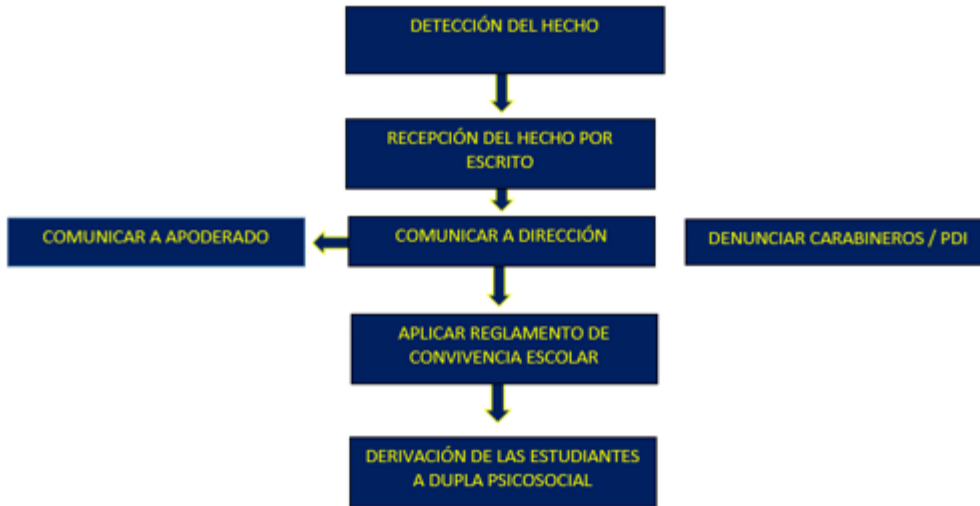 DETECCIÓN DEL HECHO
RECEPCIÓN DEL HECHO POR
ESCRITO
COMUNICAR A APODERADO
COMUNICAR A DIRECCIÓN
DENUNCIAR CARABINEROS / PDI
APLICAR REGLAMENTO DE
CONVIVENCIA ESCOLAR
DERIVACIÓN DE LAS ESTUDIANTES
A DUPLA PSICOSOCIAL